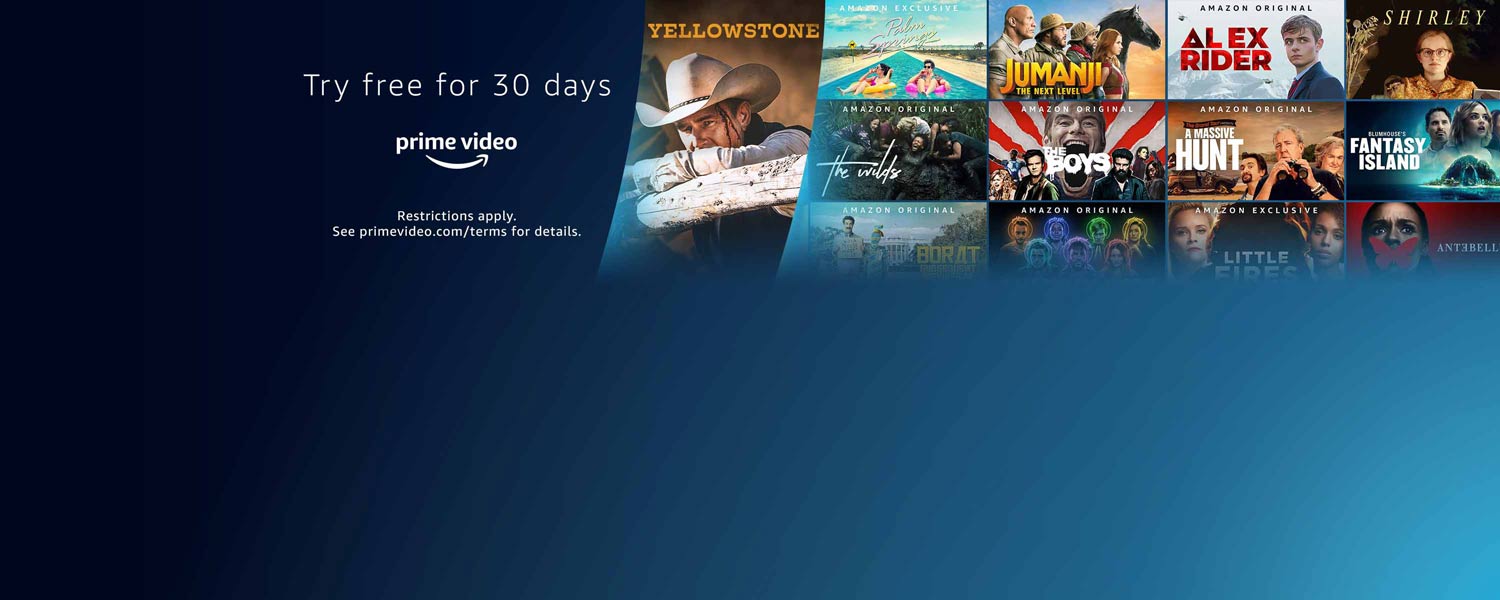 Try free for 30 days
prime video
Restrictions apply.
See primevideo.com/terms for details.
YELLOWSTONE
AMAZON EXCLUSIVE
Palm
Springs
JUMANJI
THE NEXT LEVEL
AMAZON ORIGINAL
ALEX
RIDER
SHIRLEY
AMAZON ORIGINAL
the wilds
AMAZON ORIGINAL
THE
BOYS
AMAZON ORIGINAL
A MASSIVE
HUNT
BLUMHOUSE'S
FANTASY
ISLAND
AMAZON ORIGINAL
BORAT
AMAZON ORIGINAL
AMAZON EXCLUSIVE
LITTLE
FIRES
ANTEBELL